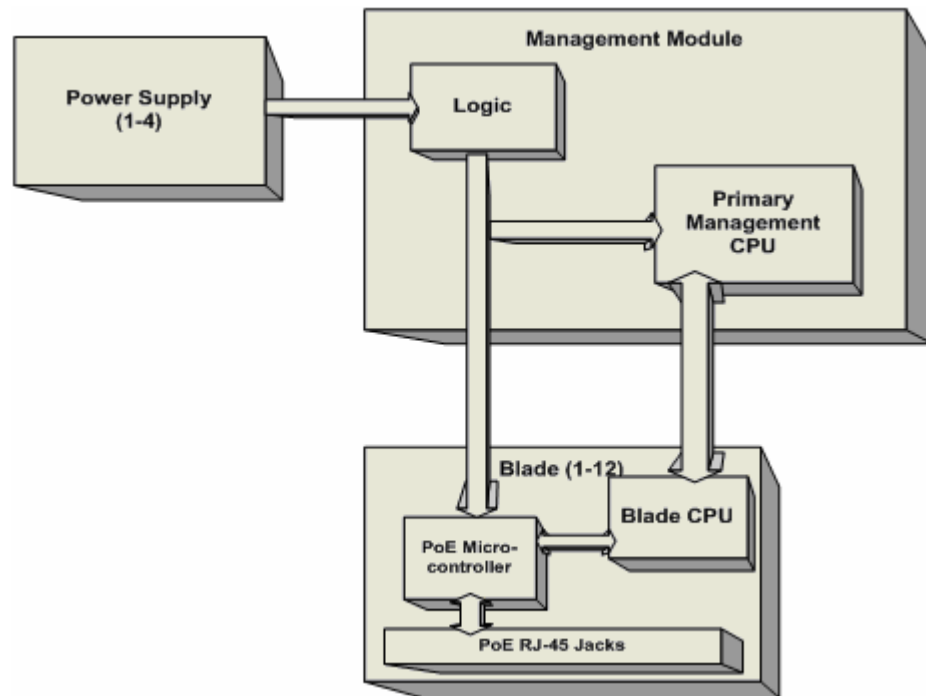 Management Module
Power Supply
(1-4)
Logic
Primary
Management
CPU
Blade (1-12)
Blade CPU
PoE Micro-
controller
PoE RJ-45 Jacks